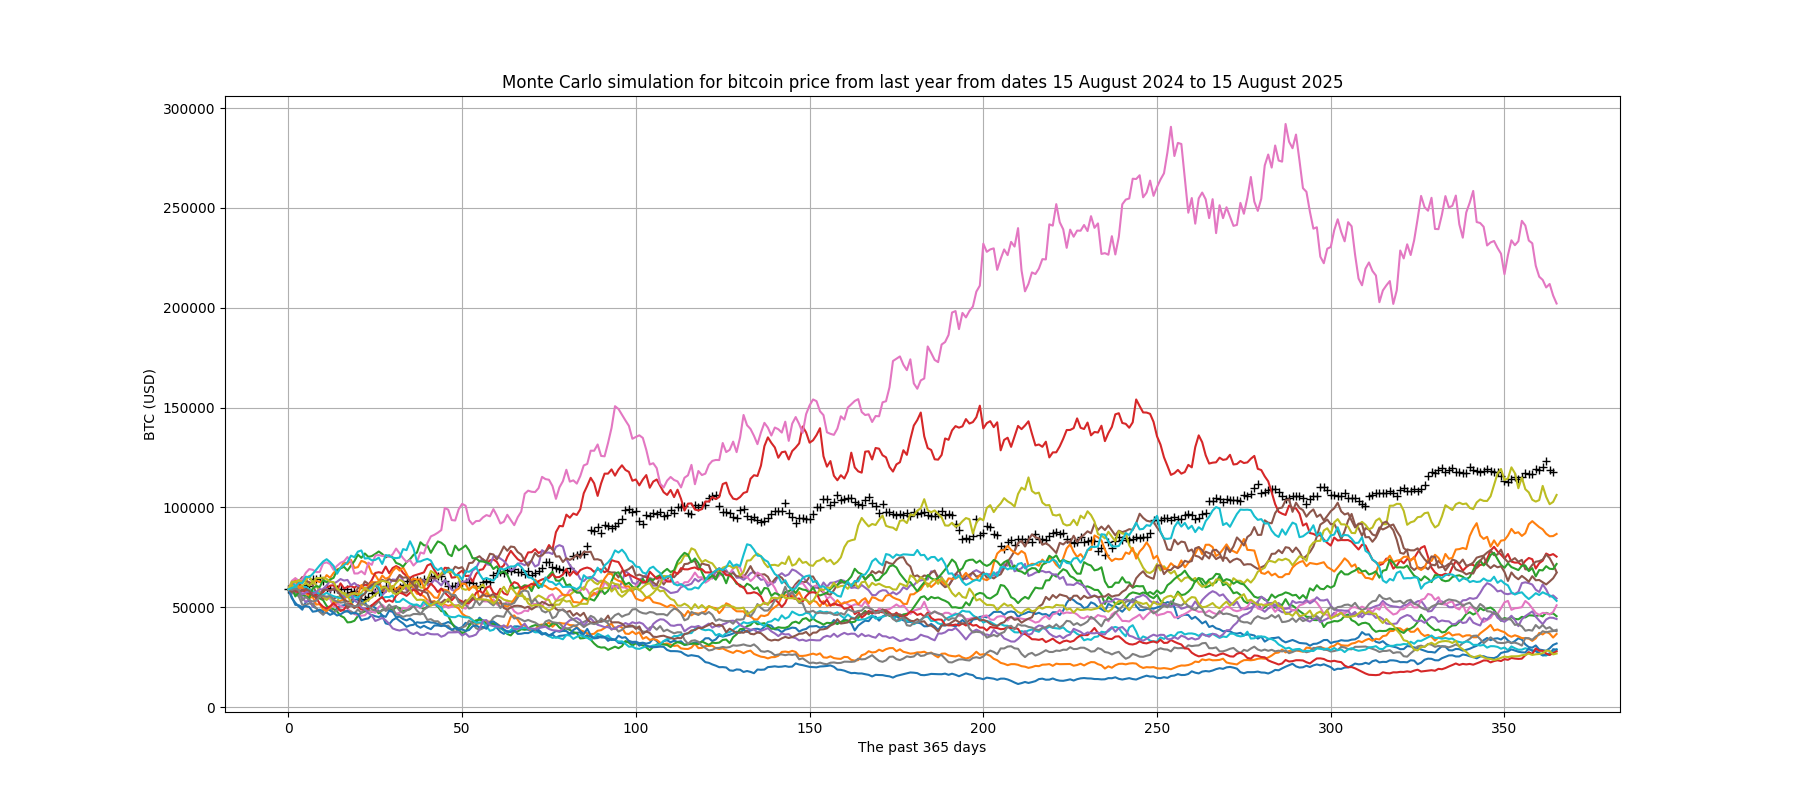 Monte Carlo simulation for bitcoin price from last year from dates 15 August 2024 to 15 August 2025
300000
250000
200000
150000
100000
50000
0
BTC (USD)
0 50 100 150 200 250 300 350
The past 365 days